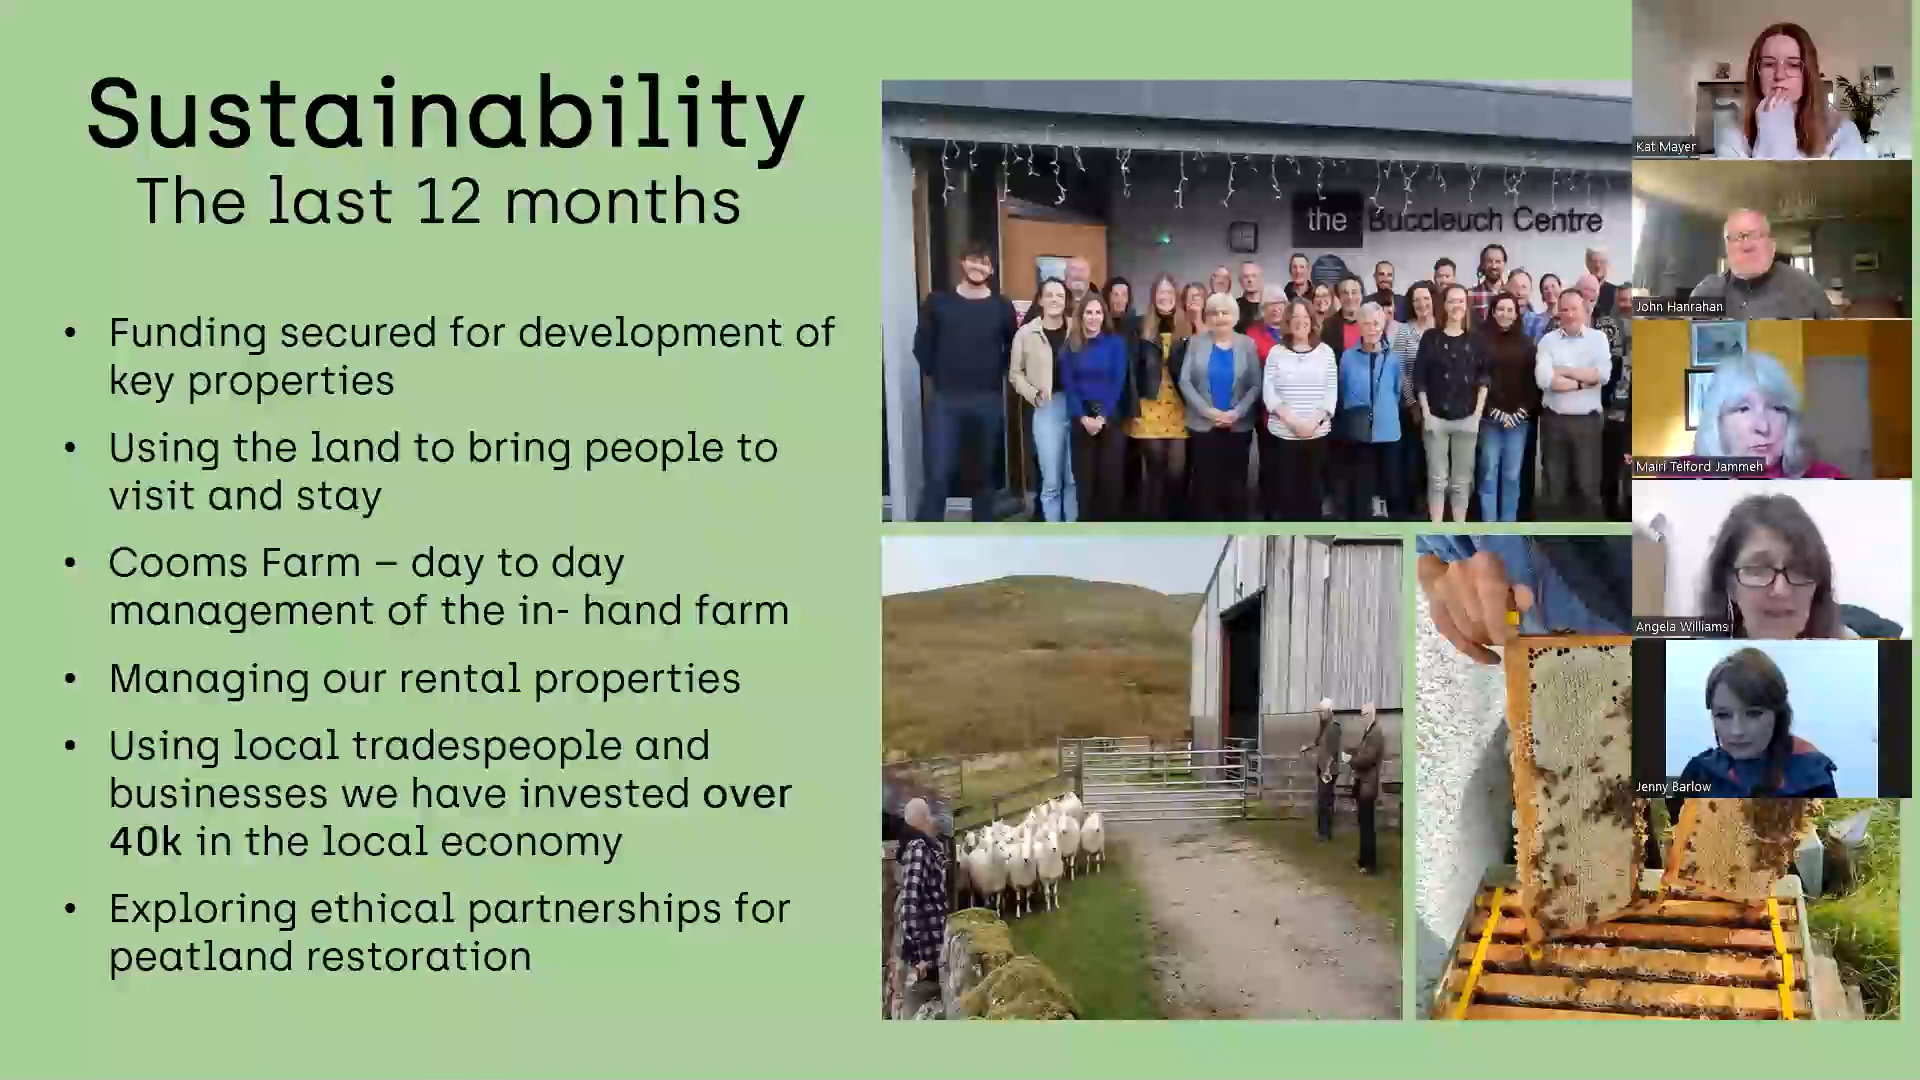 Sustainability
The last 12 months
• Funding secured for development of
key properties
• Using the land to bring people to
visit and stay
• Cooms Farm – day to day
management of the in- hand farm
• Managing our rental properties
• Using local tradespeople and
businesses we have invested over
40k in the local economy
• Exploring ethical partnerships for
peatland restoration
the Buccleuch Centre
Kat Mayer
John Hanrahan
Mairi Telford Jammeh
Angela Williams
Jenny Barlow